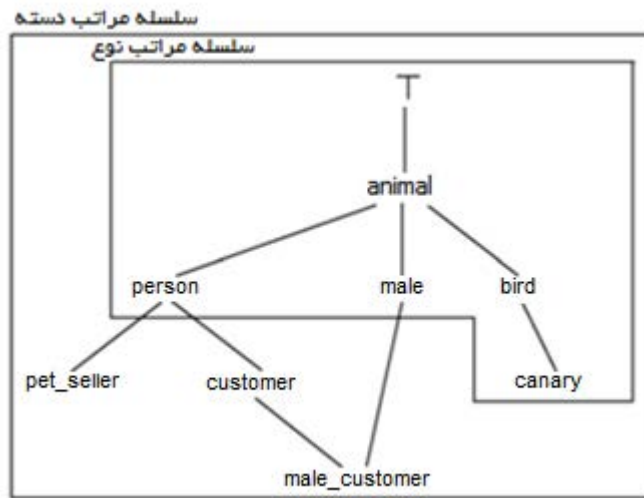 سلسله مراتب دسته
سلسله مراتب نوع
T
animal
person male bird
pet_seller customer canary
male_customer